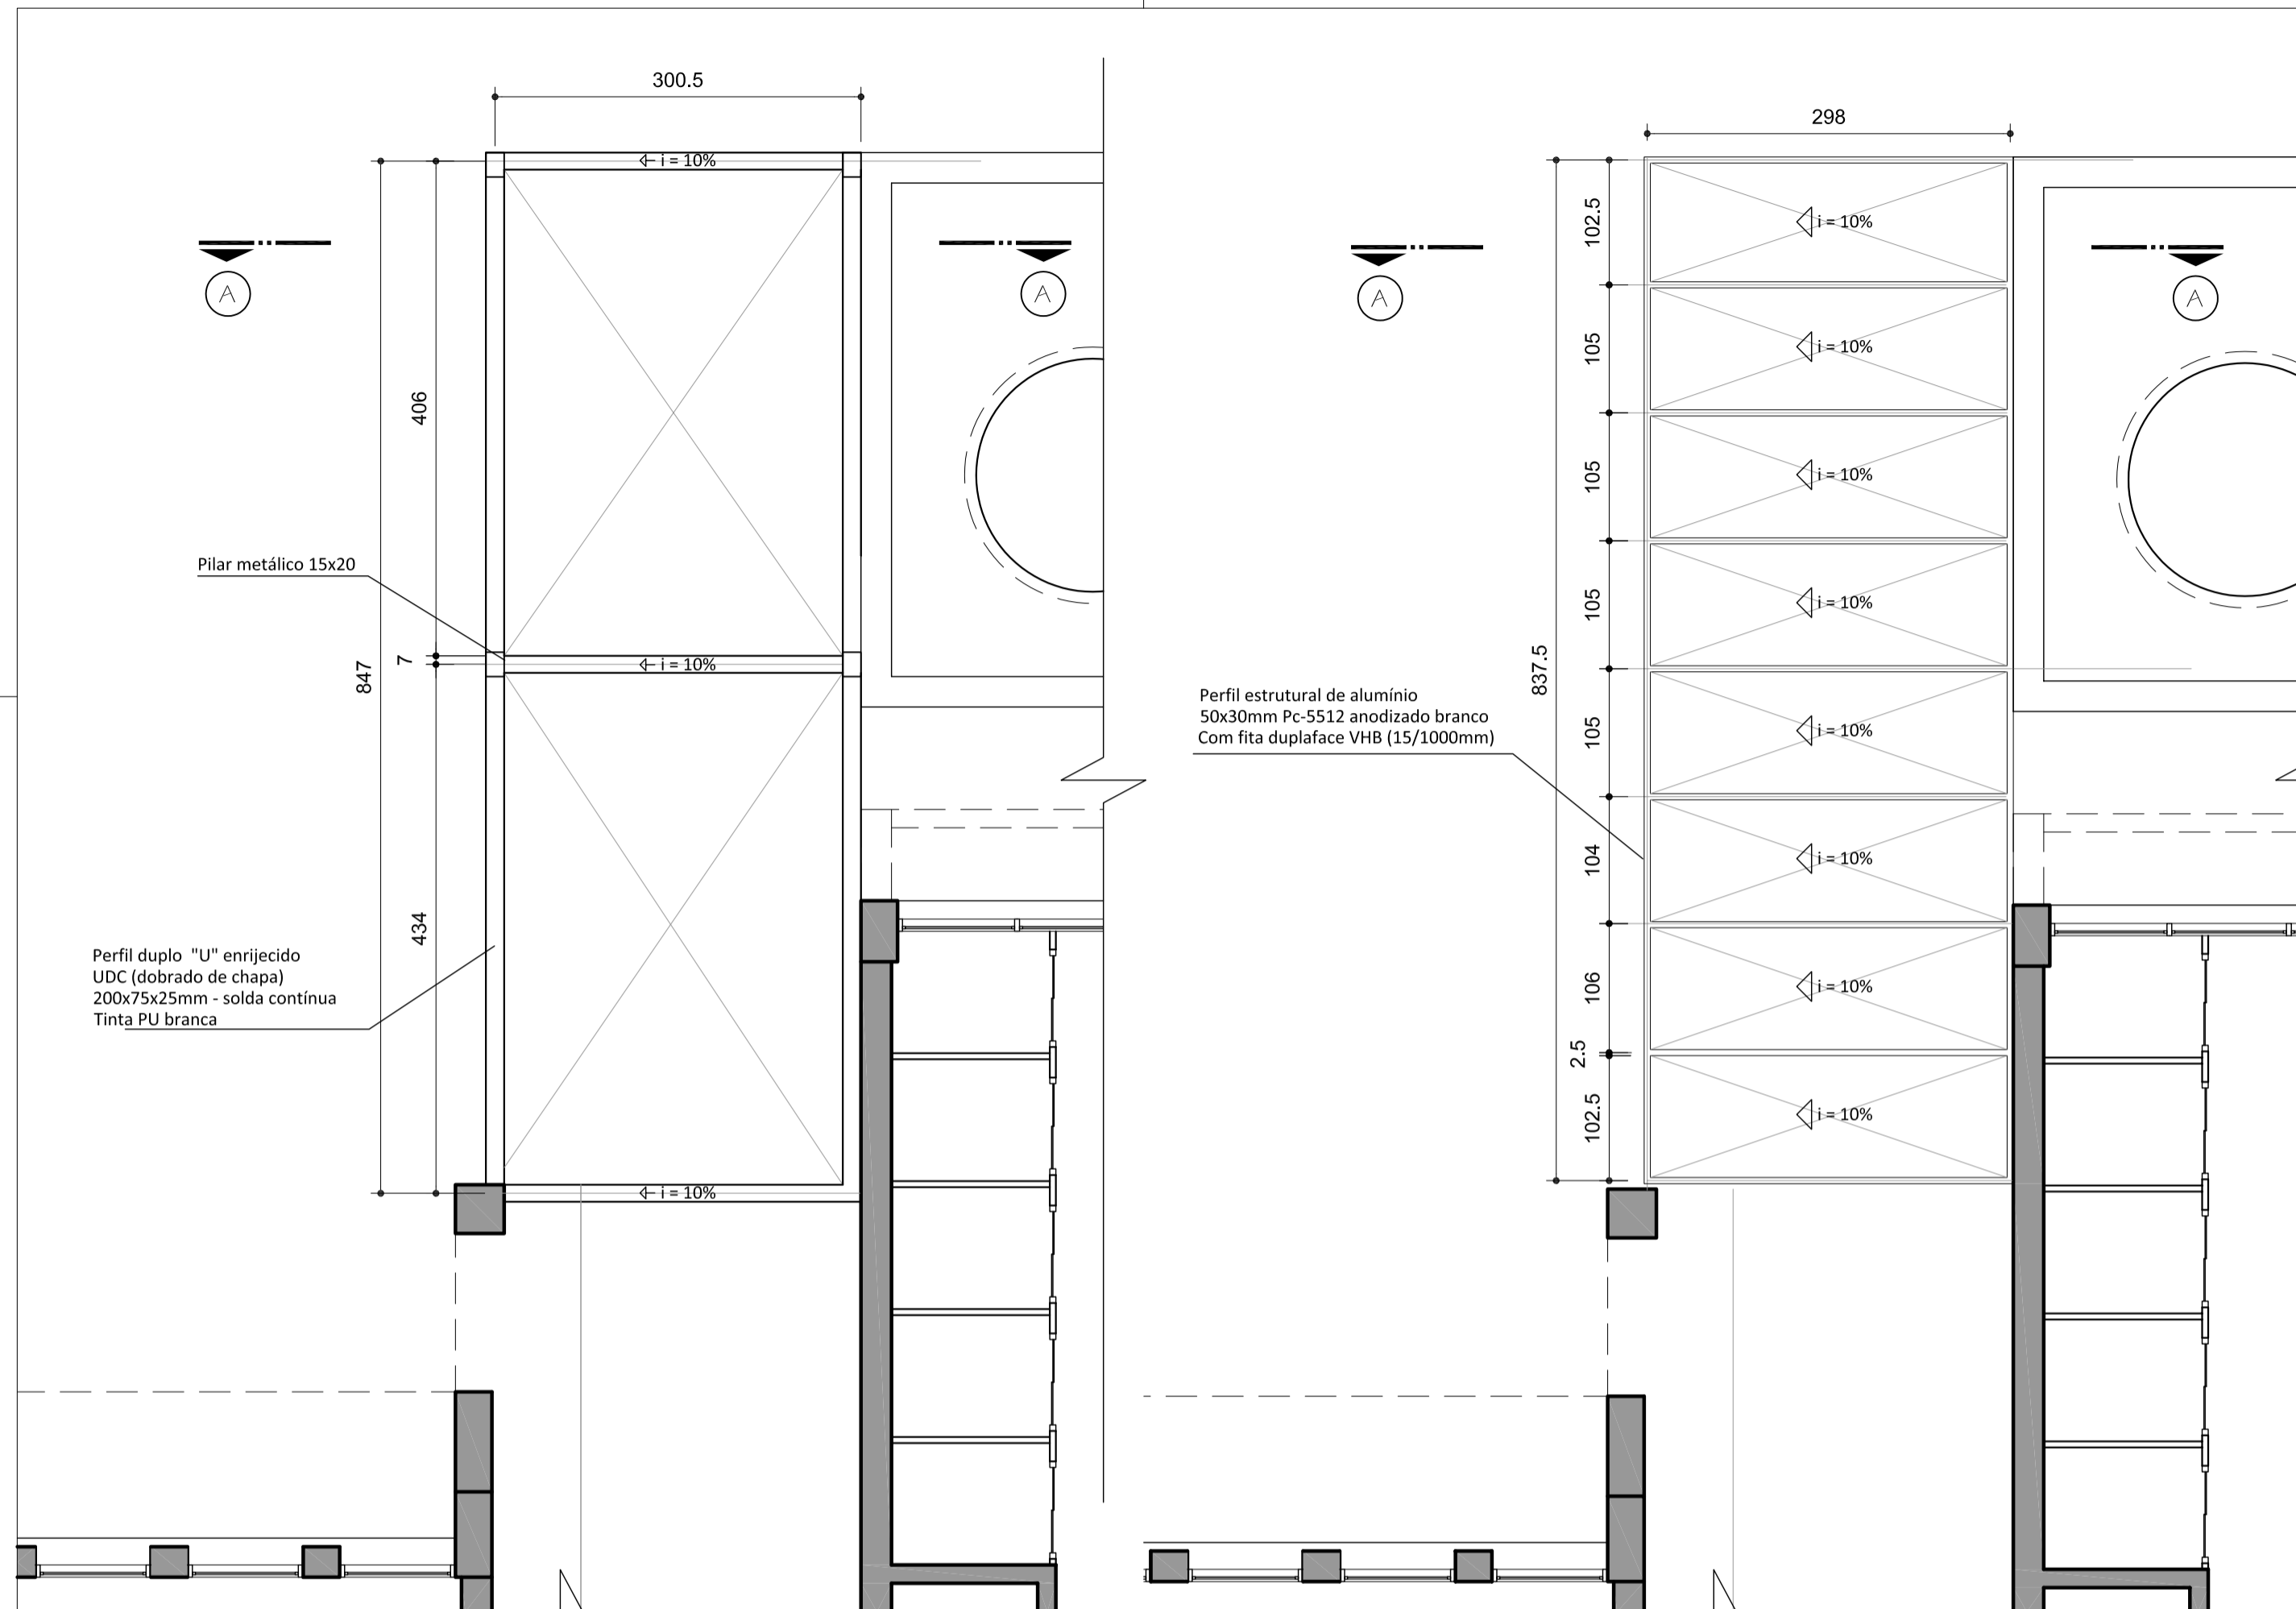 300.5
i = 10%
A
A
406
Pilar metálico 15x20
7
i = 10%
847
434
Perfil duplo "U" enrijecido
UDC (dobrado de chapa)
200x75x25mm - solda contínua
Tinta PU branca
i = 10%
298
102.5
i = 10%
A
A
105
i = 10%
105
i = 10%
105
i = 10%
837.5
105
i = 10%
Perfil estrutural de alumínio
50x30mm Pc-5512 anodizado branco
Com fita duplaface VHB (15/1000mm)
104
i = 10%
106
i = 10%
2.5
102.5
i = 10%